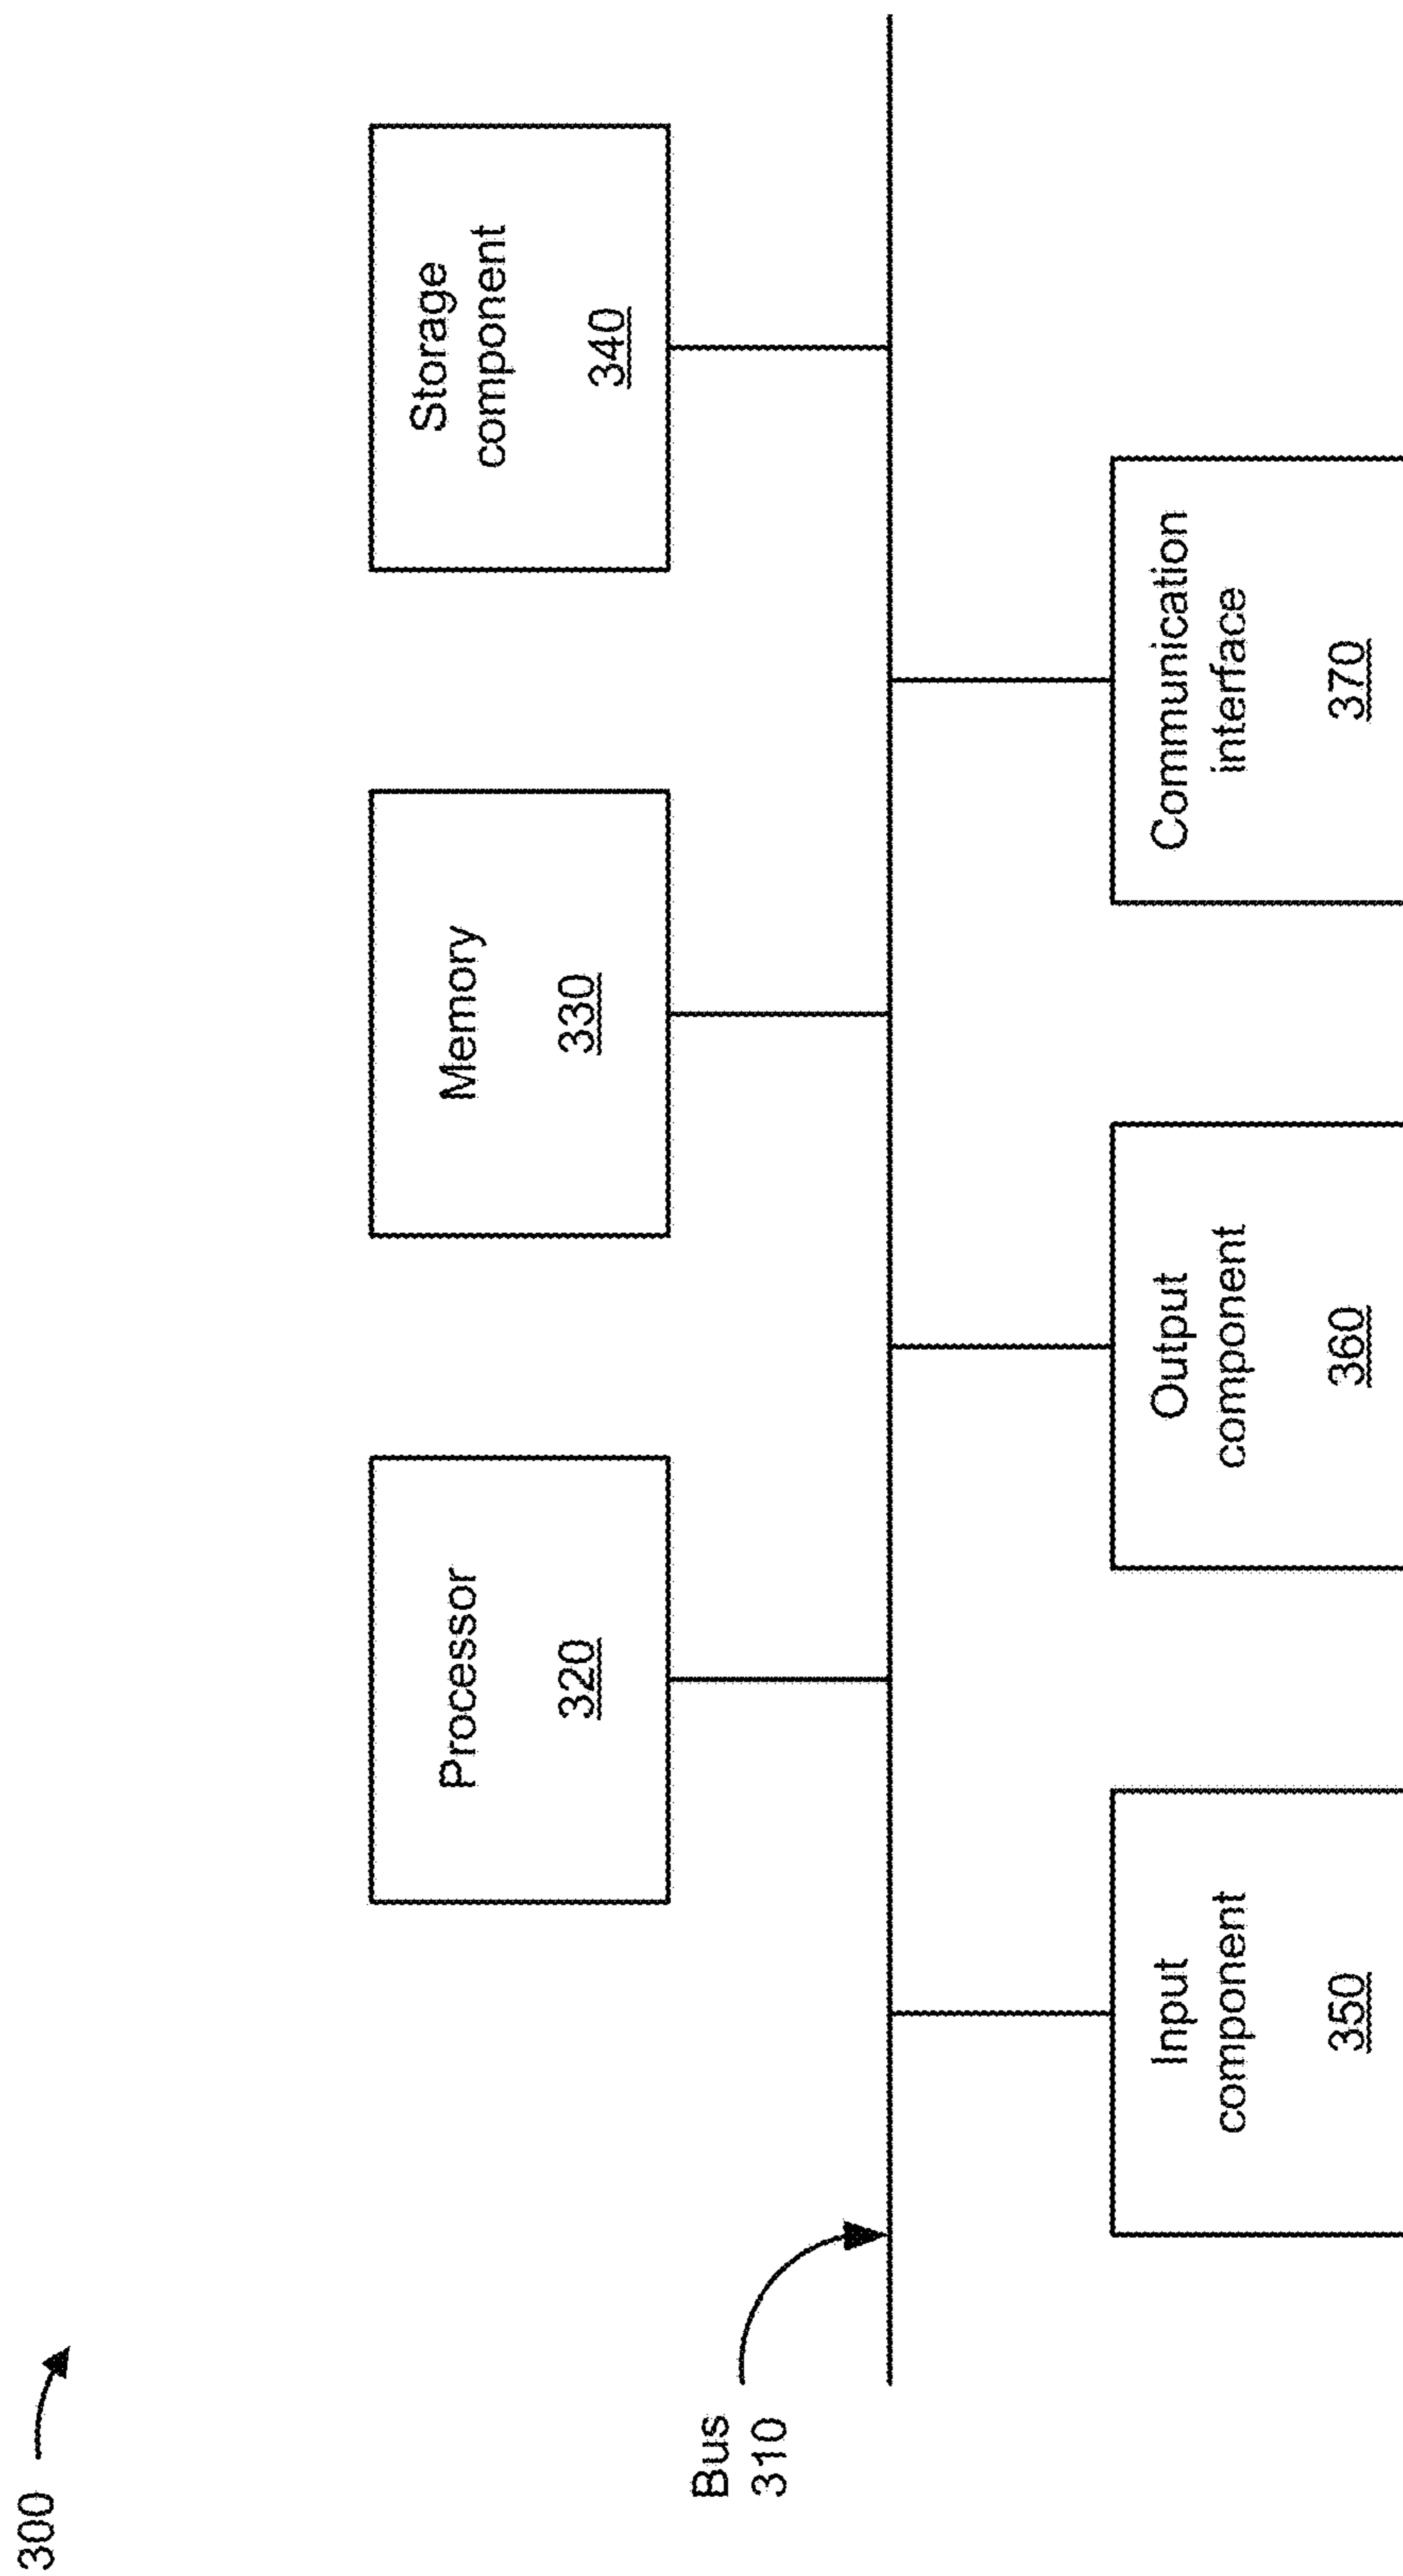 300
Processor
320
Memory
330
Storage
component
340
Bus
310
Input
component
350
Output
component
360
Communication
interface
370